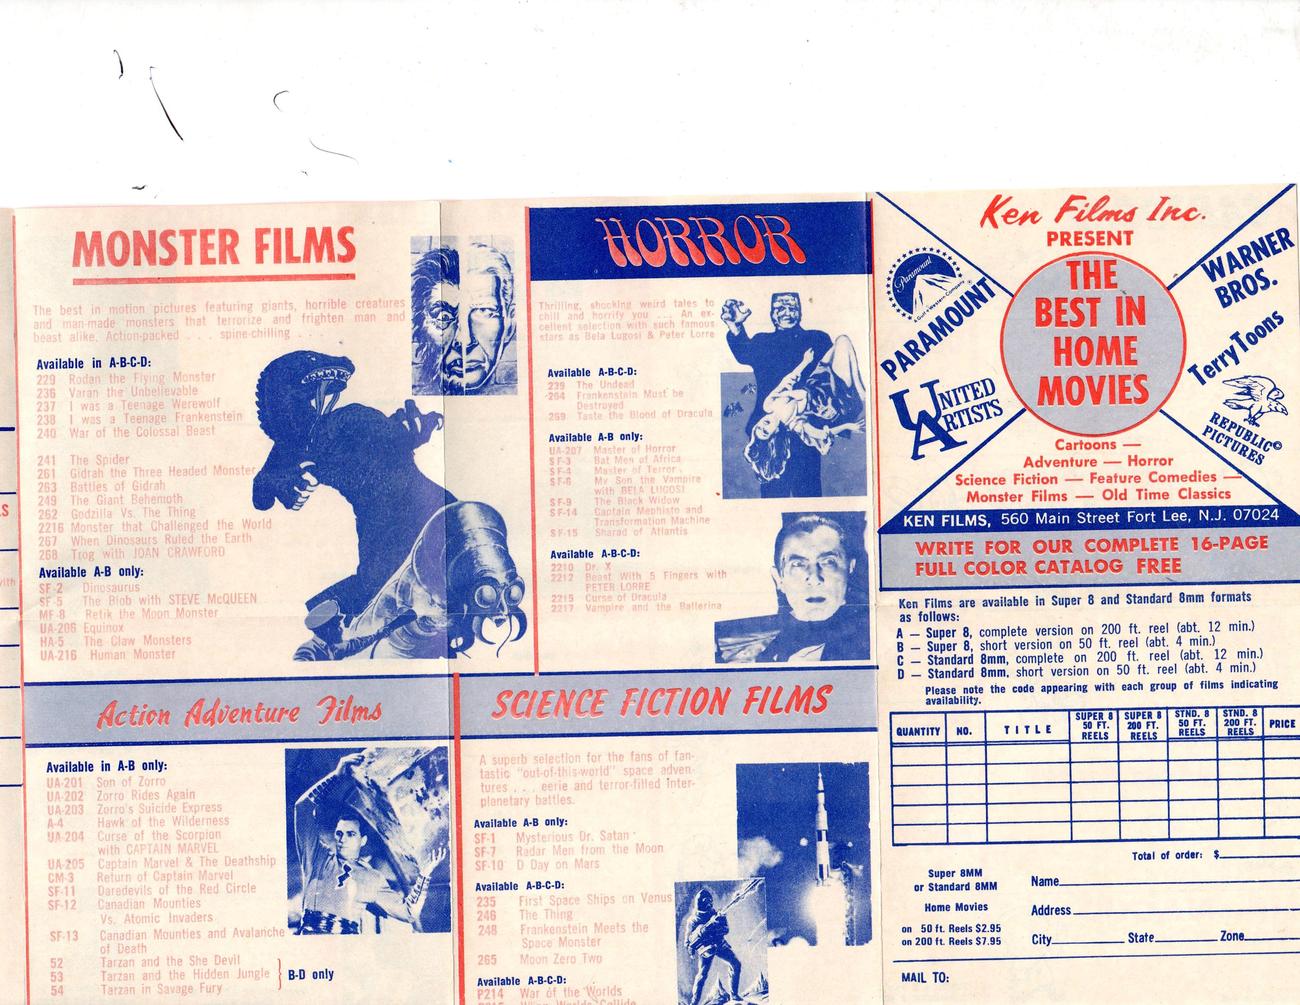 MONSTER FILMS
The best in motion pictures featuring giants, horrible creatures
and man-made monsters that terrorize and frighten man and
beast alike. Action-packed . . . spine-chilling . . .
Available in A-B-C-D:
229 Rodan the Flying Monster
236 Varan the Unbelievable
237 I was a Teenage Werewolf
238 I was a Teenage Frankenstein
240 War of the Colossal Beast
241 The Spider
261 Gidrah the Three Headed Monster
263 Battles of Gidrah
249 The Giant Behemoth
262 Godzilla Vs. The Thing
2216 Monster that Challenged the World
267 When Dinosaurs Ruled the Earth
268 Trog with JOAN CRAWFORD
Available A-B only:
SF-2 Dinosaurus
SF-5 The Blob with STEVE McQUEEN
MF-8 Retik the Moon Monster
UA-206 Equinox
HA-5 The Claw Monsters
UA-216 Human Monster
HORROR
Thrilling, shocking weird tales to
chill and horrify you . . . An ex-
cellent selection with such famous
stars as Bela Lugosi & Peter Lorre
Available A-B-C-D:
239 The Undead
264 Frankenstein Must be
Destroyed
269 Taste the Blood of Dracula
Available A-B only:
UA-207 Master of Horror
SF-3 Bat Men of Africa
SF-4 Master of Terror
SF-6 My Son the Vampire
with BELA LUGOSI
SF-9 The Black Widow
SF-14 Captain Mephisto and
Transformation Machine
SF-15 Sharad of Atlantis
Available A-B-C-D:
2210 Dr. X
2212 Beast With 5 Fingers with
PETER LORRE
2215 Curse of Dracula
2217 Vampire and the Ballerina
Action Adventure Films
Available in A-B only:
UA-201 Son of Zorro
UA-202 Zorro Rides Again
UA-203 Zorro's Suicide Express
A-4 Hawk of the Wilderness
UA-204 Curse of the Scorpion
with CAPTAIN MARVEL
UA-205 Captain Marvel & The Deathship
CM-3 Return of Captain Marvel
SF-11 Daredevils of the Red Circle
SF-12 Canadian Mounties
Vs. Atomic Invaders
SF-13 Canadian Mounties and Avalanche
of Death
52 Tarzan and the She Devil
53 Tarzan and the Hidden Jungle
54 Tarzan in Savage Fury
B-D only
SCIENCE FICTION FILMS
A superb selection for the fans of fan-
tastic "out-of-this-world" space adven-
tures . . . eerie and terror-filled inter-
planetary battles.
Available A-B only:
SF-1 Mysterious Dr. Satan
SF-7 Radar Men from the Moon
SF-10 D Day on Mars
Available A-B-C-D:
235 First Space Ships on Venus
246 The Thing
248 Frankenstein Meets the
Space Monster
265 Moon Zero Two
Available A-B-C-D:
P214 War of the Worlds
When Worlds Collide
Ken Films Inc.
PRESENT
THE
BEST IN
HOME
MOVIES
Paramount
A Gulf + Western Company
PARAMOUNT
UNITED
ARTISTS
WARNER
BROS.
TerryToons
REPUBLIC©
PICTURES
Cartoons —
Adventure — Horror
Science Fiction — Feature Comedies —
Monster Films — Old Time Classics
KEN FILMS, 560 Main Street Fort Lee, N.J. 07024
WRITE FOR OUR COMPLETE 16-PAGE
FULL COLOR CATALOG FREE
Ken Films are available in Super 8 and Standard 8mm formats
as follows:
A — Super 8, complete version on 200 ft. reel (abt. 12 min.)
B — Super 8, short version on 50 ft. reel (abt. 4 min.)
C — Standard 8mm, complete on 200 ft. reel (abt. 12 min.)
D — Standard 8mm, short version on 50 ft. reel (abt. 4 min.)
Please note the code appearing with each group of films indicating
availability.
QUANTITY NO. TITLE SUPER 8 50 FT. REELS SUPER 8 200 FT. REELS STND. 8 50 FT. REELS STND. 8 200 FT. REELS PRICE
Total of order: $
Super 8MM
or Standard 8MM
Home Movies
on 50 ft. Reels $2.95
on 200 ft. Reels $7.95
Name
Address
City State Zone
MAIL TO: